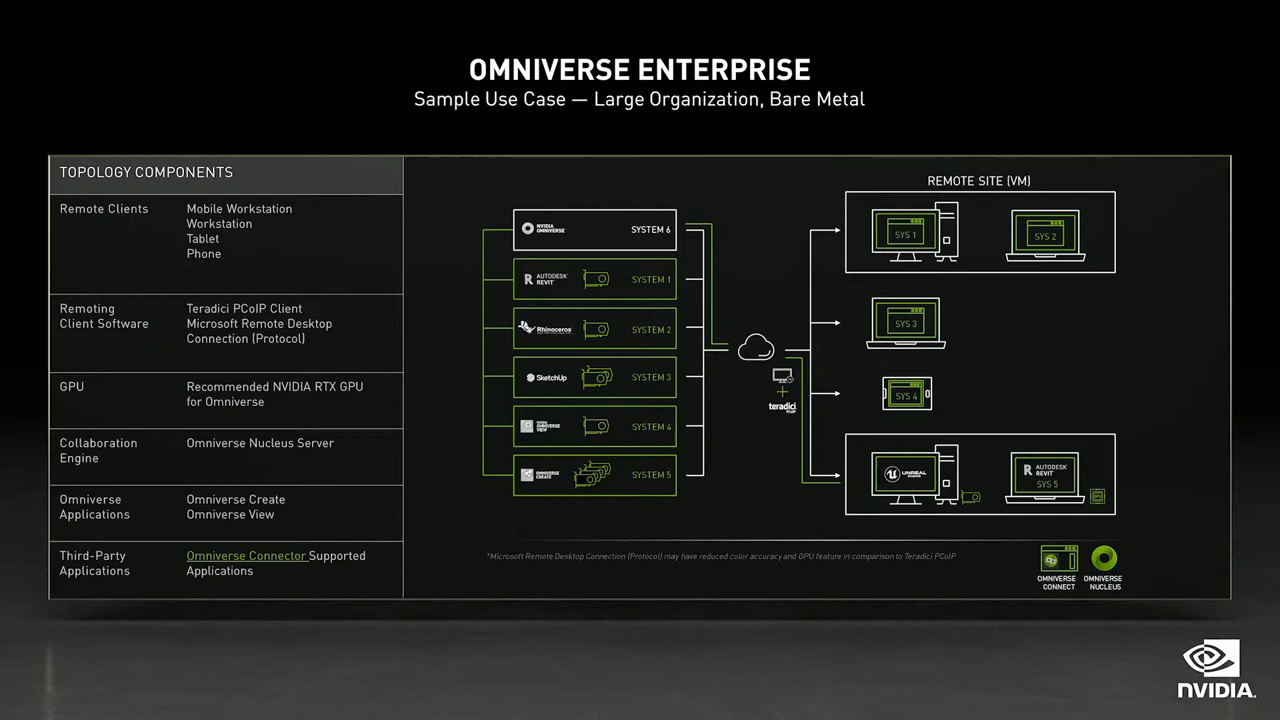 OMNIVERSE ENTERPRISE
Sample Use Case — Large Organization, Bare Metal
TOPOLOGY COMPONENTS
Remote Clients
Mobile Workstation
Workstation
Tablet
Phone
Remoting
Client Software
Teradici PCoIP Client
Microsoft Remote Desktop
Connection (Protocol)
GPU
Recommended NVIDIA RTX GPU
for Omniverse
Collaboration
Engine
Omniverse Nucleus Server
Omniverse
Applications
Omniverse Create
Omniverse View
Third-Party
Applications
Omniverse Connector Supported
Applications
NVIDIA
OMNIVERSE
SYSTEM 6
AUTODESK
REVIT
SYSTEM 1
Rhinoceros
SYSTEM 2
SketchUp
SYSTEM 3
OMNIVERSE
VIEW
SYSTEM 4
OMNIVERSE
CREATE
SYSTEM 5
teradici
PCoIP
REMOTE SITE (VM)
SYS 1
SYS 2
SYS 3
SYS 4
UNREAL
AUTODESK
REVIT
SYS 5
*Microsoft Remote Desktop Connection (Protocol) may have reduced color accuracy and GPU feature in comparison to Teradici PCoIP
OMNIVERSE
CONNECT
OMNIVERSE
NUCLEUS
NVIDIA.